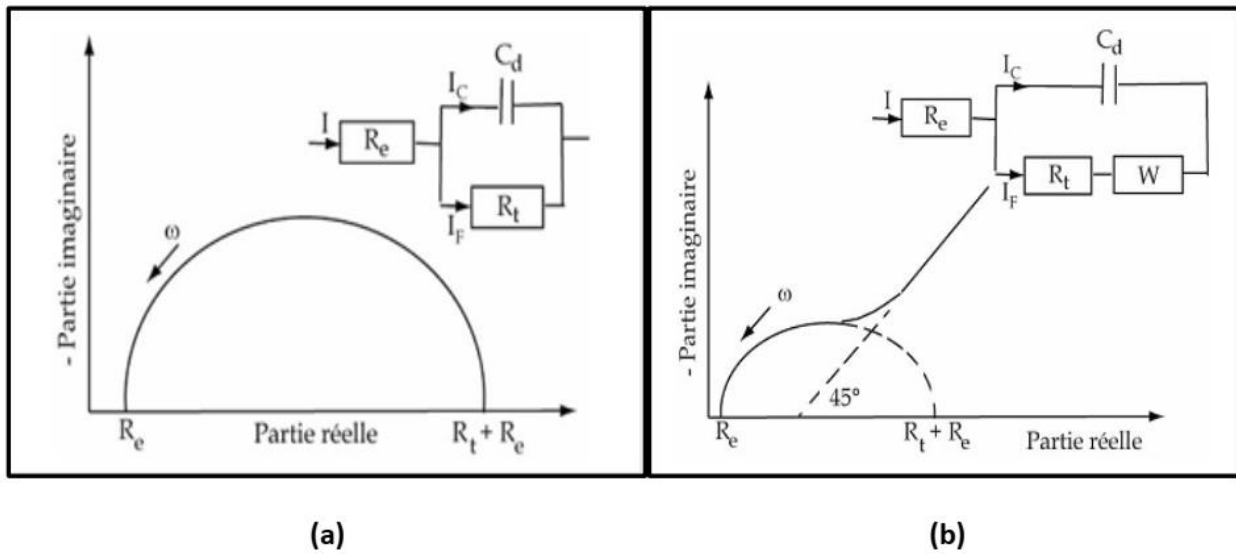 C_d
I_C
I
R_e
R_t
I_F
ω
- Partie imaginaire
R_e
Partie réelle
R_t + R_e
(a)
C_d
I_C
I
R_e
R_t
W
I_F
ω
- Partie imaginaire
45°
R_e
R_t + R_e
Partie réelle
(b)